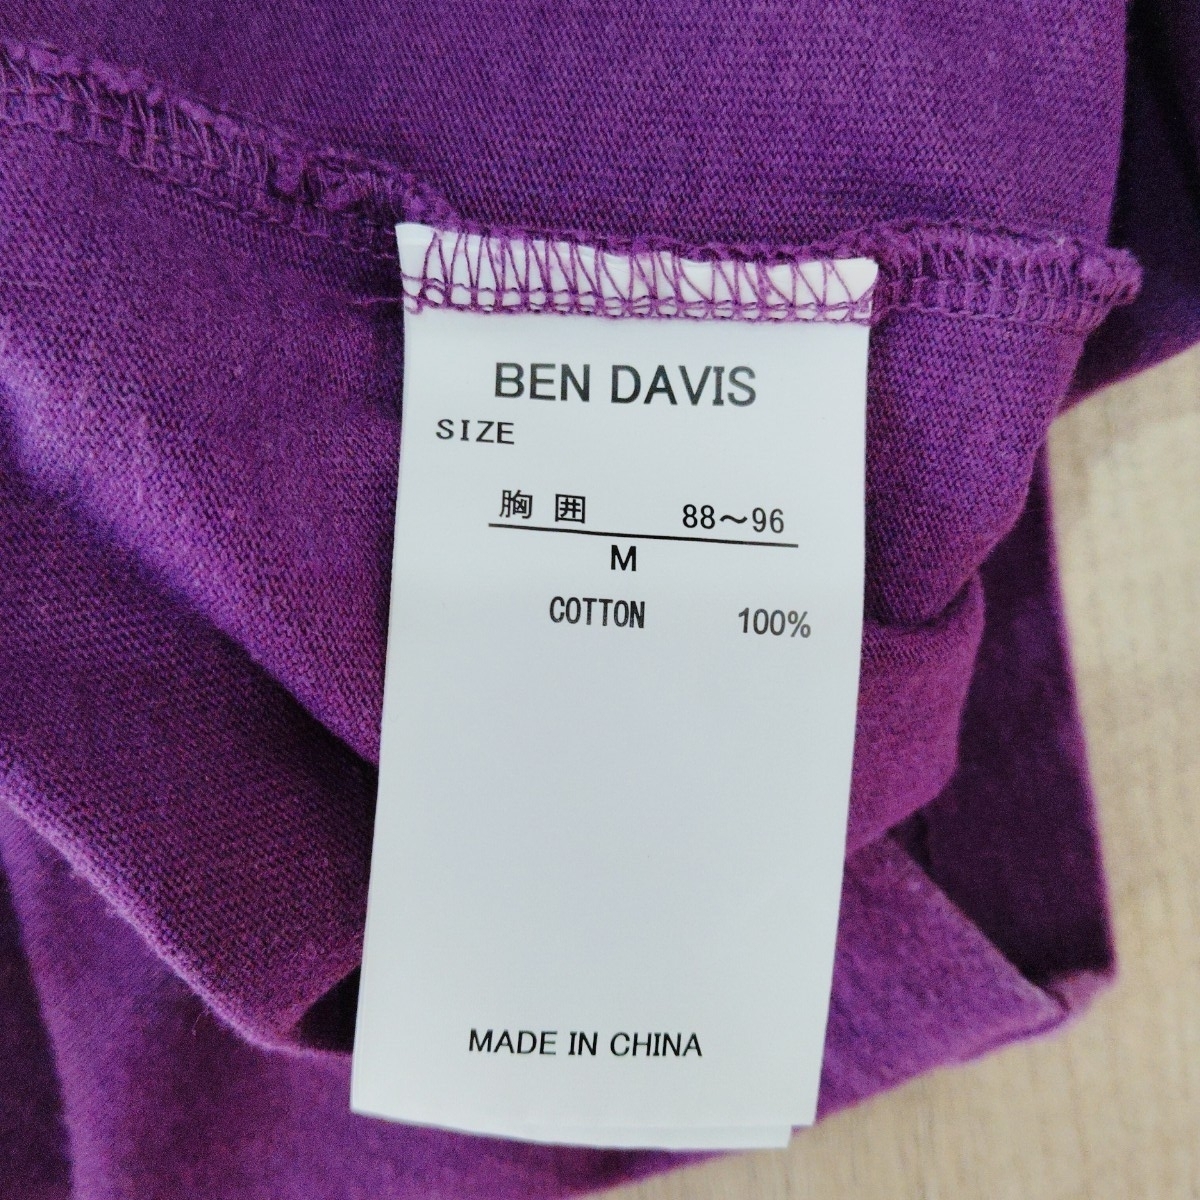 BEN DAVIS
SIZE
胸 囲 88～96
M
COTTON 100%
MADE IN CHINA